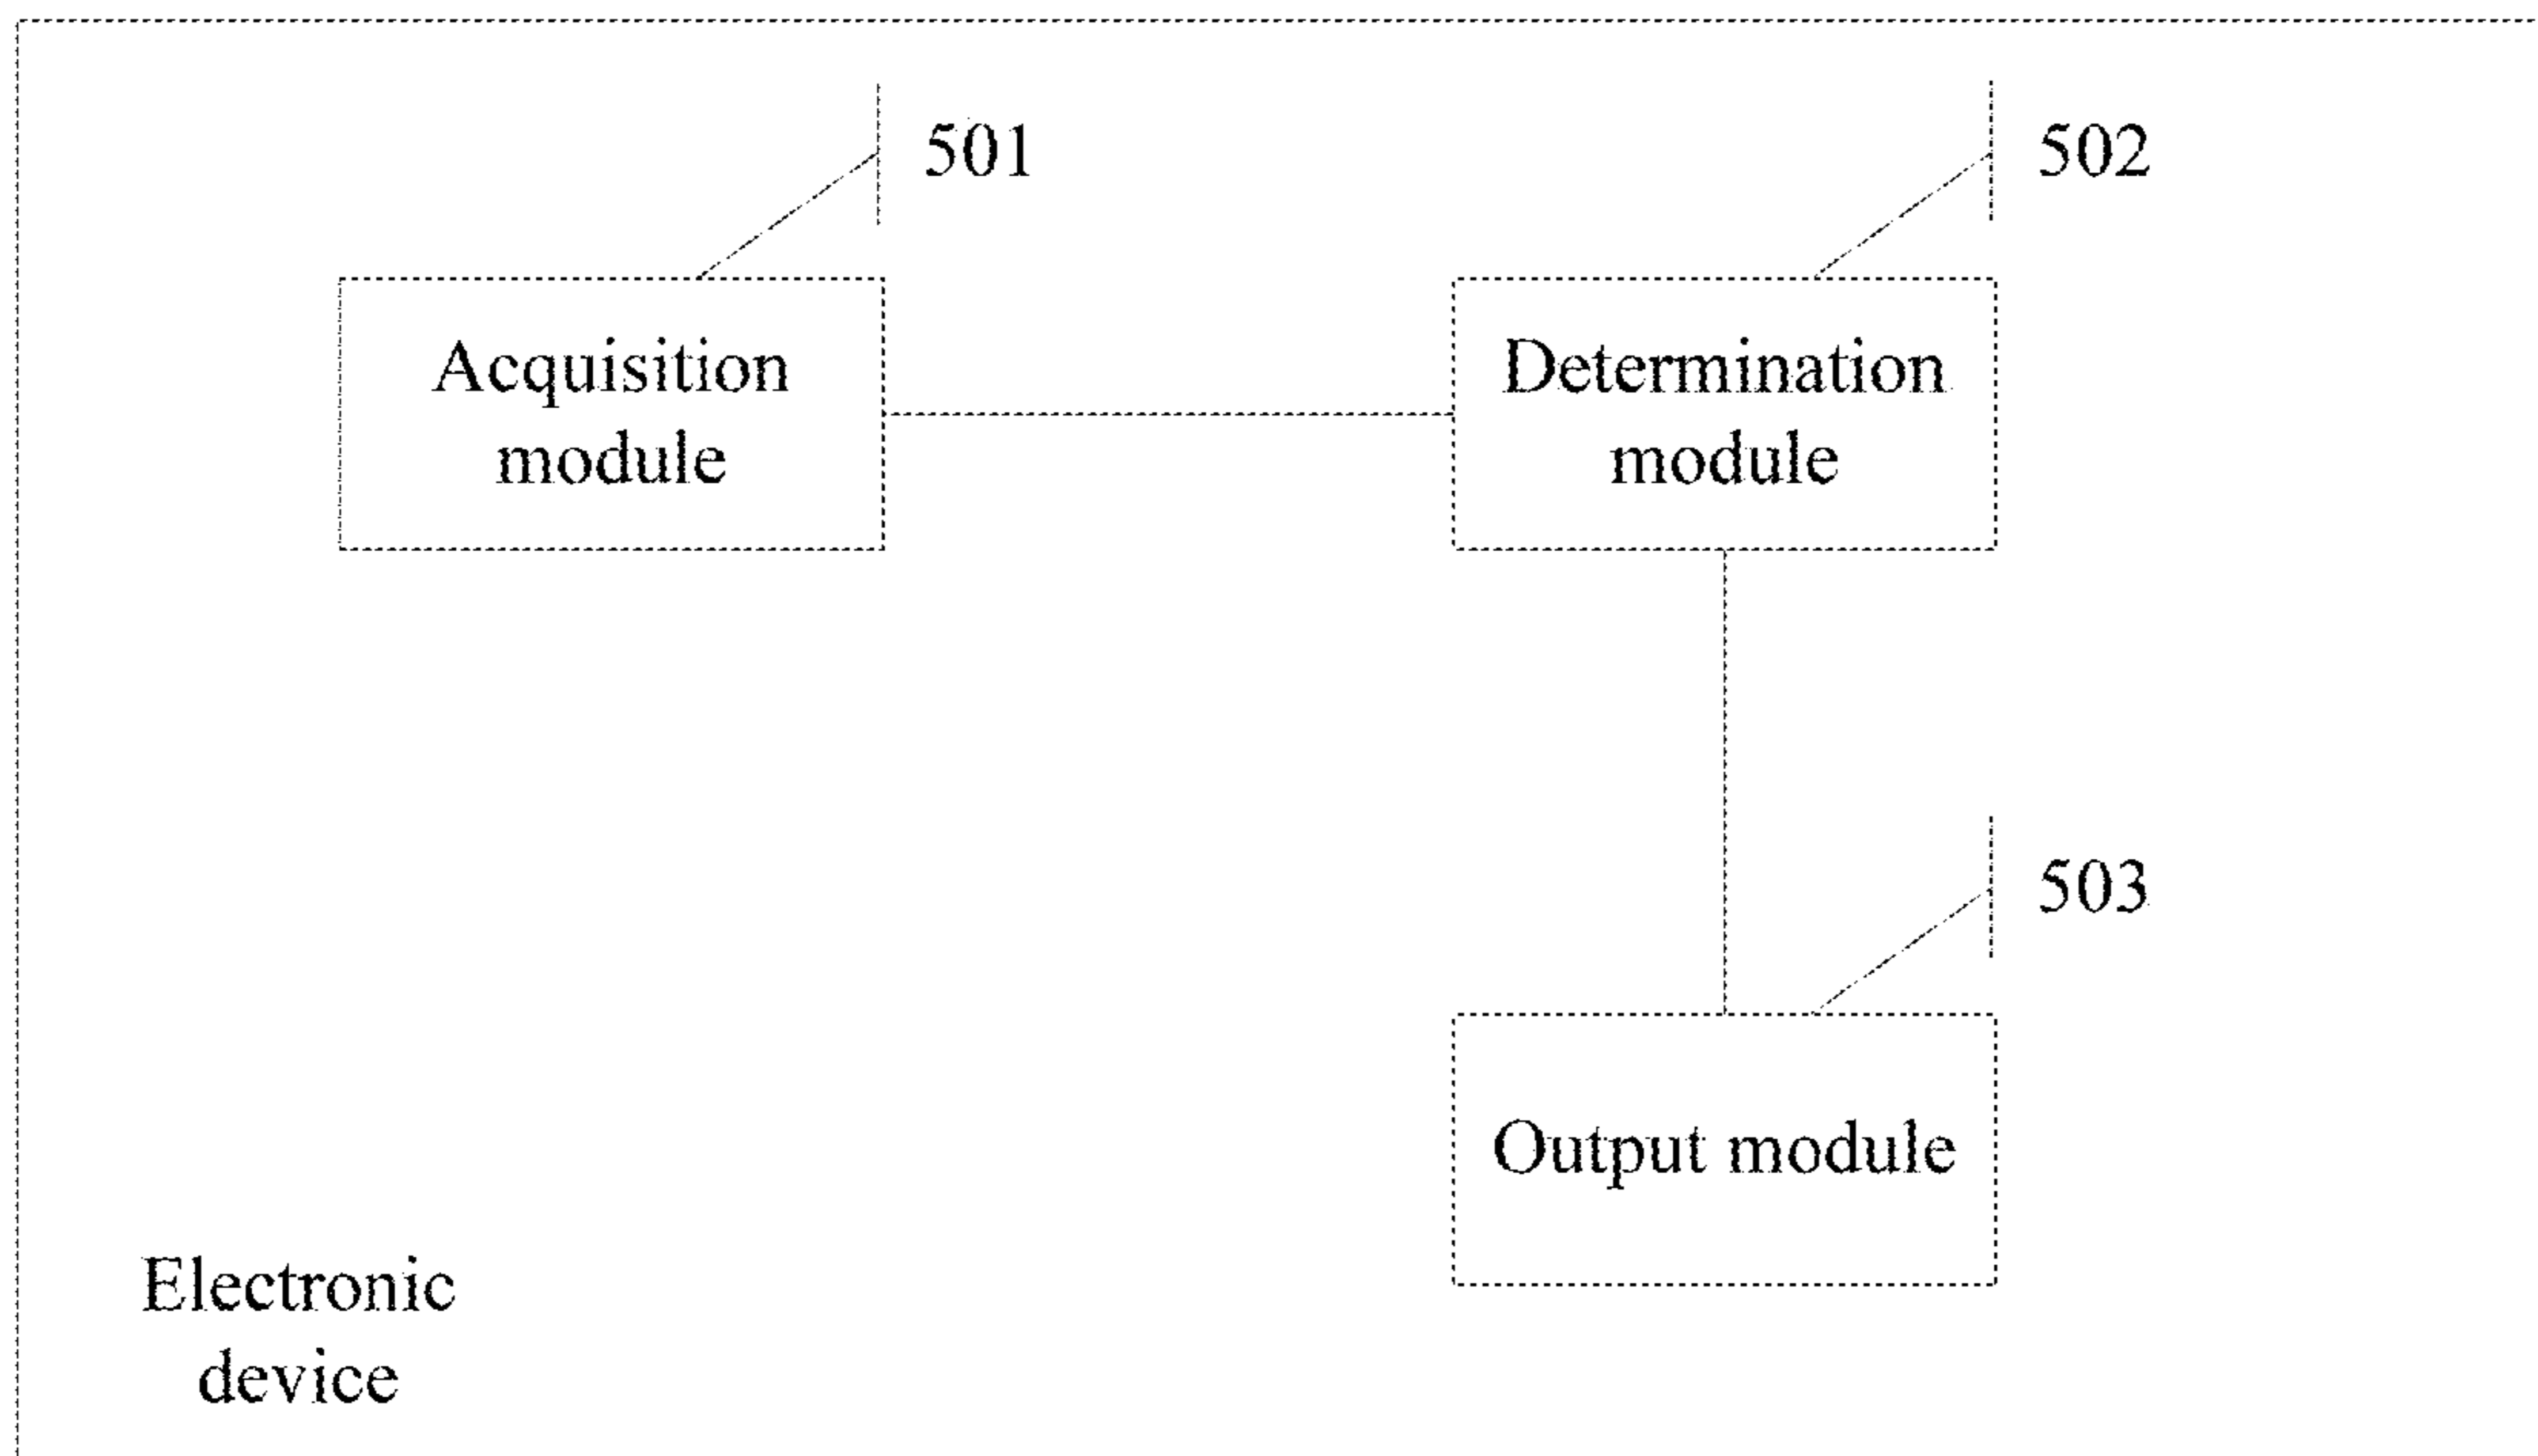 501
502
Acquisition
module
Determination
module
503
Output module
Electronic
device